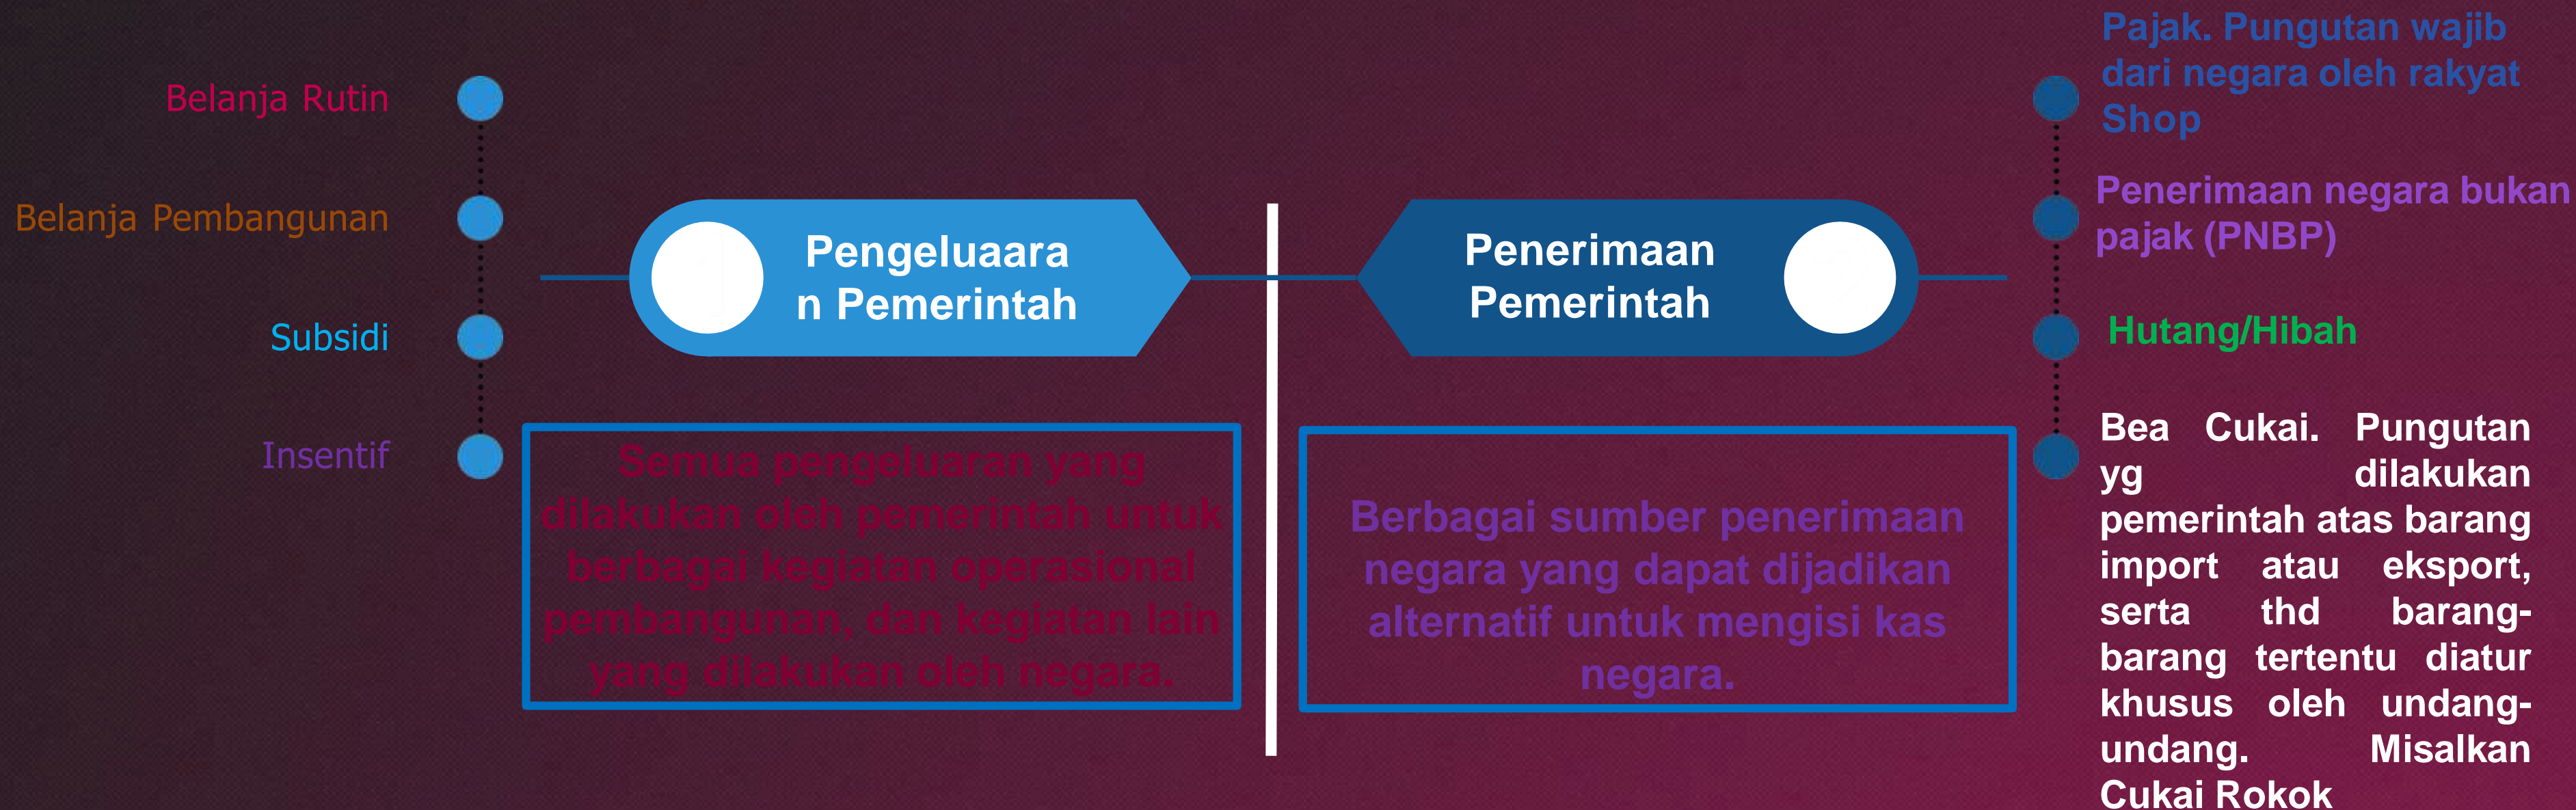 Belanja Rutin
Belanja Pembangunan
Subsidi
Insentif
Pengeluaara
n Pemerintah
Semua pengeluaran yang
dilakukan oleh pemerintah untuk
berbagai kegiatan operasional
pembangunan, dan kegiatan lain
yang dilakukan oleh negara.
Penerimaan
Pemerintah
Berbagai sumber penerimaan
negara yang dapat dijadikan
alternatif untuk mengisi kas
negara.
Pajak. Pungutan wajib
dari negara oleh rakyat
Shop
Penerimaan negara bukan
pajak (PNBP)
Hutang/Hibah
Bea Cukai. Pungutan
yg dilakukan
pemerintah atas barang
import atau eksport,
serta thd barang-
barang tertentu diatur
khusus oleh undang-
undang. Misalkan
Cukai Rokok